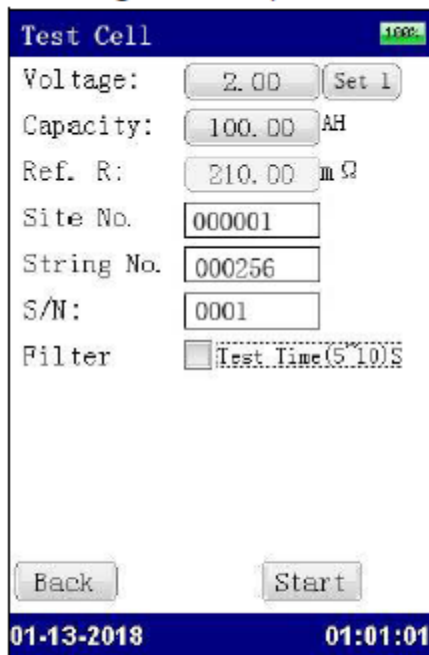 Test Cell 100%
Voltage: 2.00 Set 1
Capacity: 100.00 AH
Ref. R: 210.00 mΩ
Site No. 000001
String No. 000256
S/N: 0001
Filter Test Time(5~10)S
Back Start
01-13-2018 01:01:01